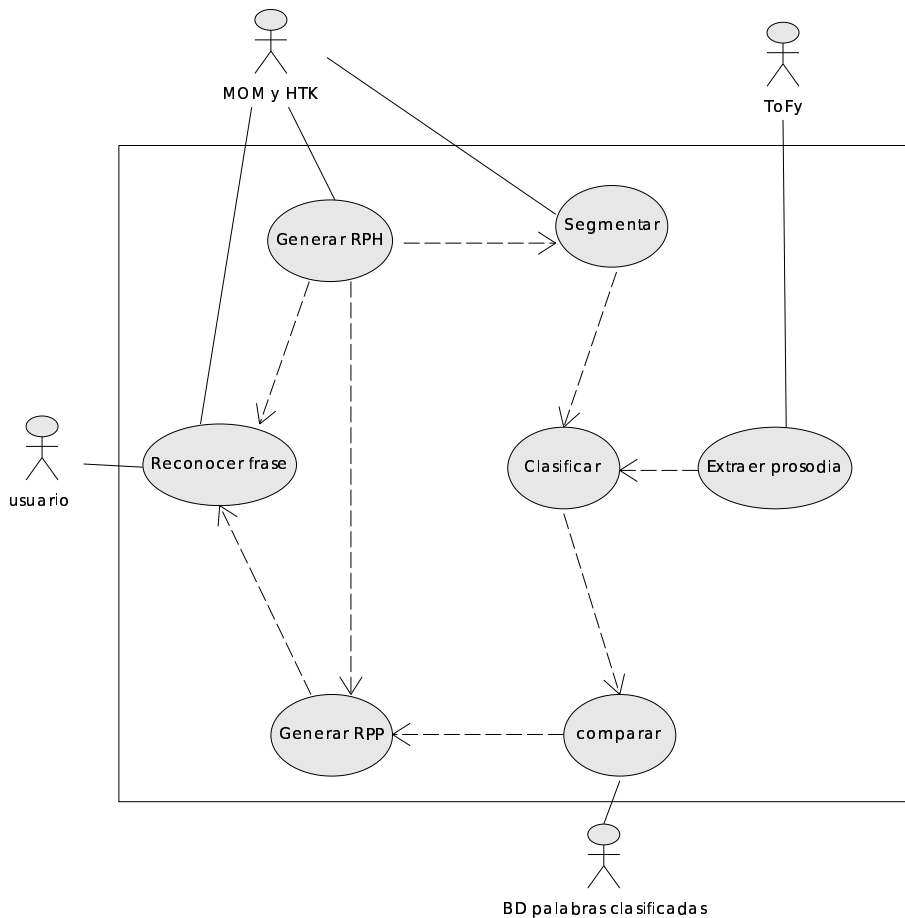 MOM y HTK
ToFy
Segmentar
Generar RPH
Reconocer frase
Clasificar
Extraer prosodia
usuario
Generar RPP
comparar
BD palabras clasificadas